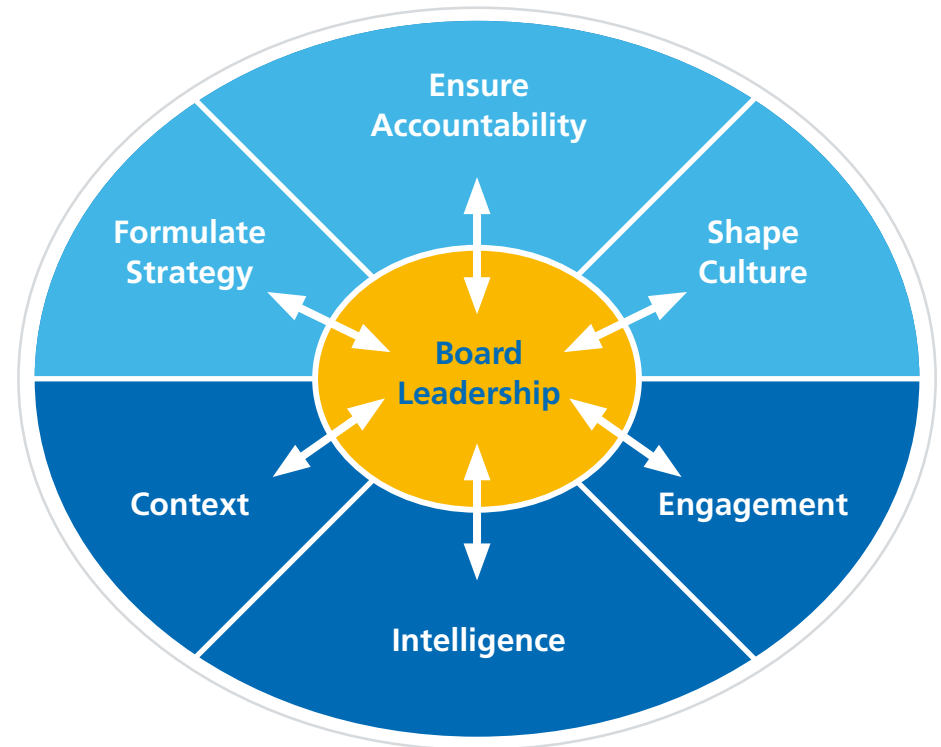 Ensure
Accountability
Formulate
Strategy
Shape
Culture
Board
Leadership
Context
Engagement
Intelligence